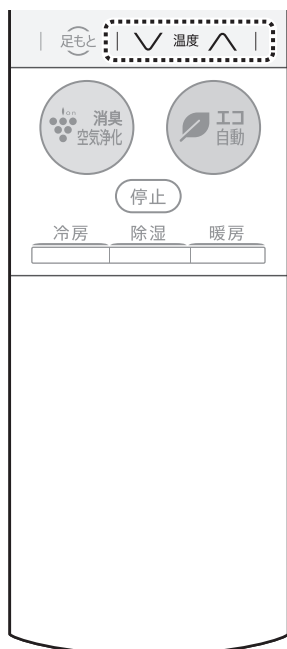 足もと 温度
Ion 消臭 エコ
空気浄化 自動
停止
冷房 除湿 暖房